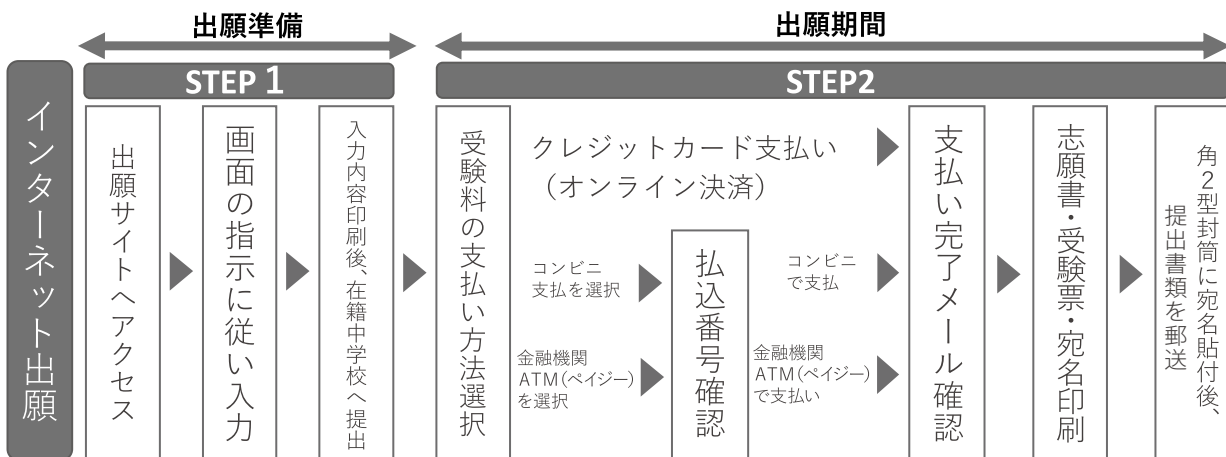 出願準備
出願期間
STEP 1
STEP2
インターネット出願
出願サイトへアクセス
画面の指示に従い入力
入力内容印刷後、在籍中学校へ提出
受験料の支払い方法選択
クレジットカード支払い
(オンライン決済)
コンビニ
支払を選択
金融機関
ATM(ペイジー)
を選択
払込番号確認
コンビニ
で支払
金融機関
ATM(ペイジー)
で支払い
支払い完了メール確認
志願書・受験票・宛名印刷
角2型封筒に宛名貼付後、
提出書類を郵送